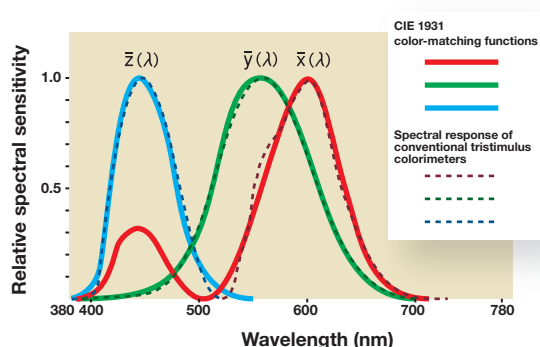 CIE 1931
color-matching functions
z̄(λ) ȳ(λ) x̄(λ)
Spectral response of
conventional tristimulus
colorimeters
Relative spectral sensitivity
1.0
0.5
380 400 500 600 700 780
Wavelength (nm)